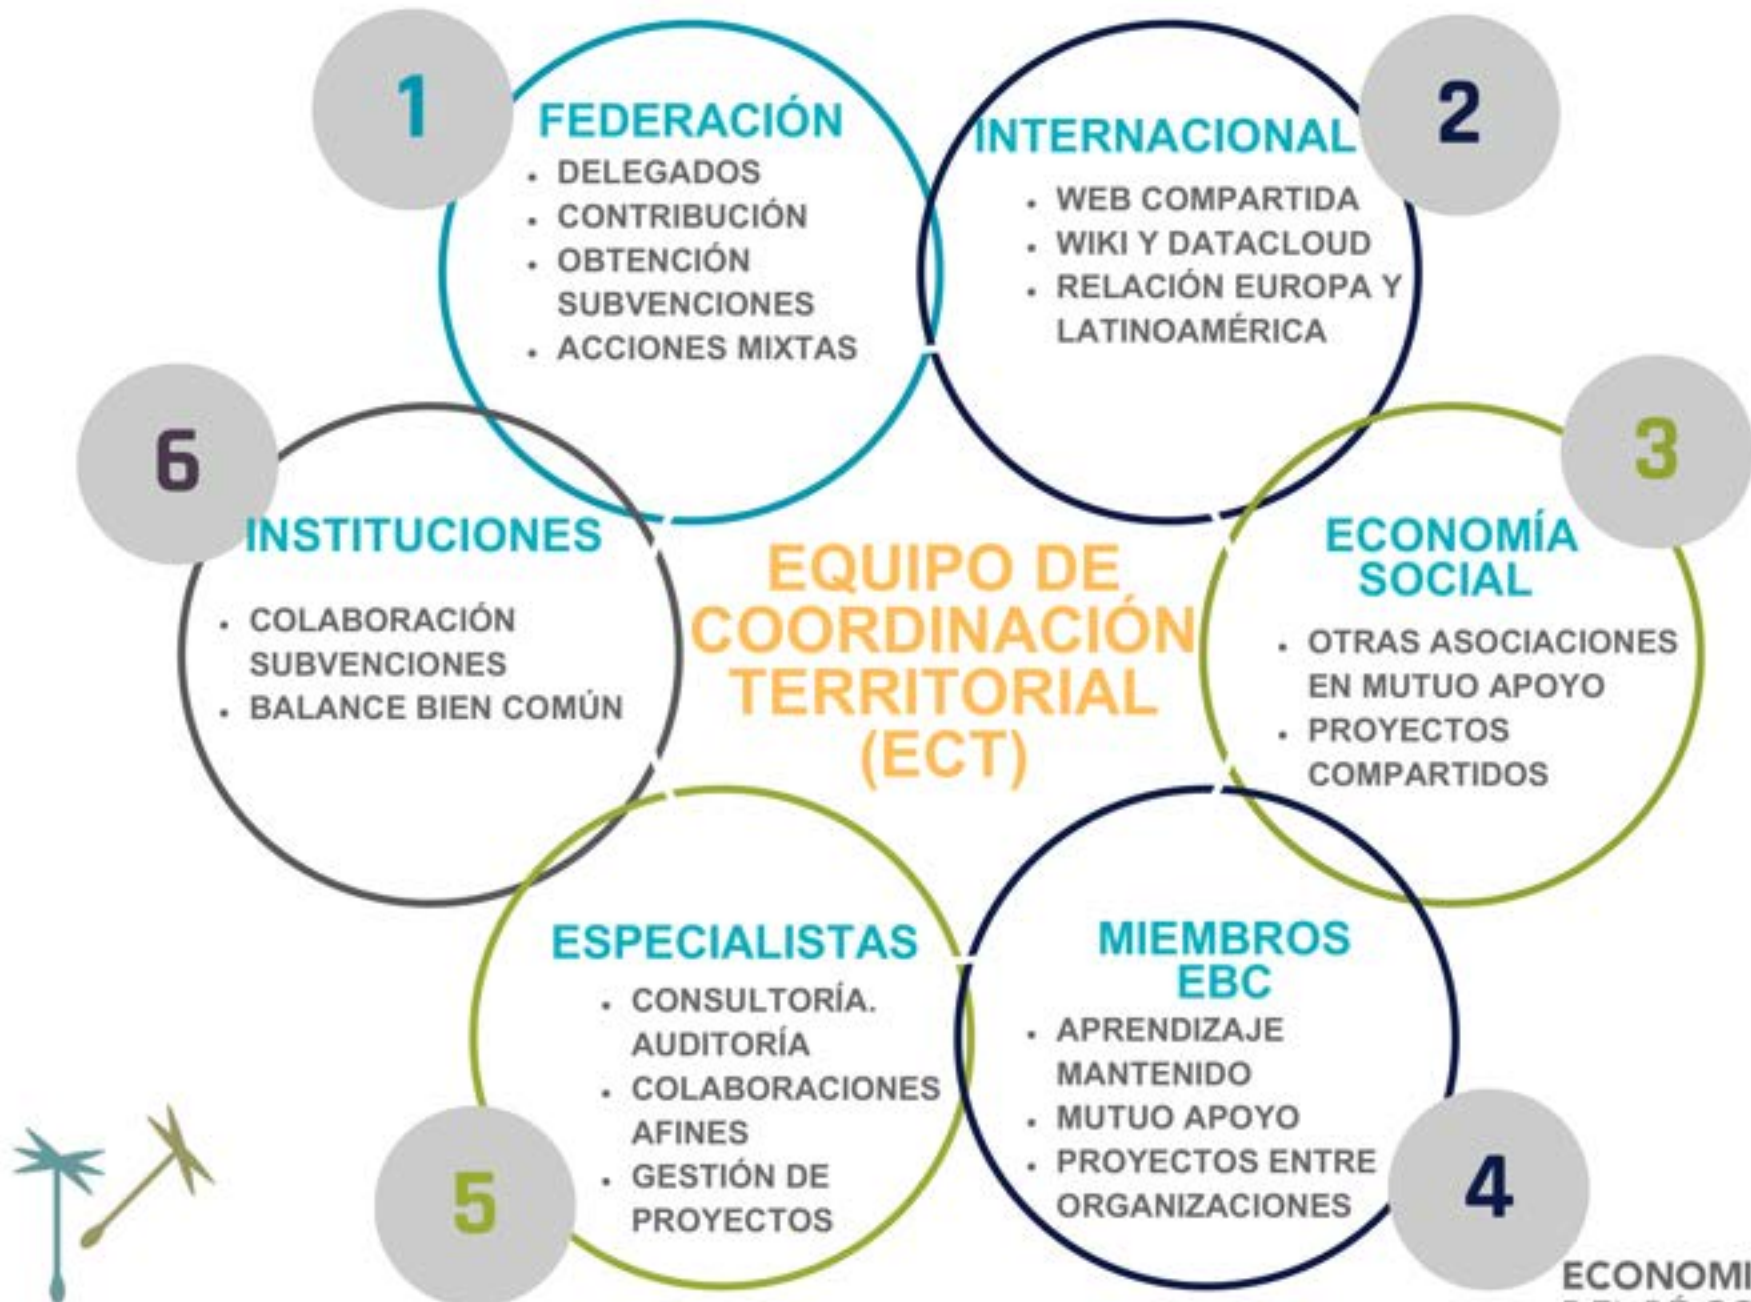 1
FEDERACIÓN
• DELEGADOS
• CONTRIBUCIÓN
• OBTENCIÓN
SUBVENCIONES
• ACCIONES MIXTAS
2
INTERNACIONAL
• WEB COMPARTIDA
• WIKI Y DATACLOUD
• RELACIÓN EUROPA Y
LATINOAMÉRICA
3
ECONOMÍA
SOCIAL
• OTRAS ASOCIACIONES
EN MUTUO APOYO
• PROYECTOS
COMPARTIDOS
4
MIEMBROS
EBC
• APRENDIZAJE
MANTENIDO
• MUTUO APOYO
• PROYECTOS ENTRE
ORGANIZACIONES
5
ESPECIALISTAS
• CONSULTORÍA.
AUDITORÍA
• COLABORACIONES
AFINES
• GESTIÓN DE
PROYECTOS
6
INSTITUCIONES
• COLABORACIÓN
SUBVENCIONES
• BALANCE BIEN COMÚN
EQUIPO DE
COORDINACIÓN
TERRITORIAL
(ECT)
ECONOMI